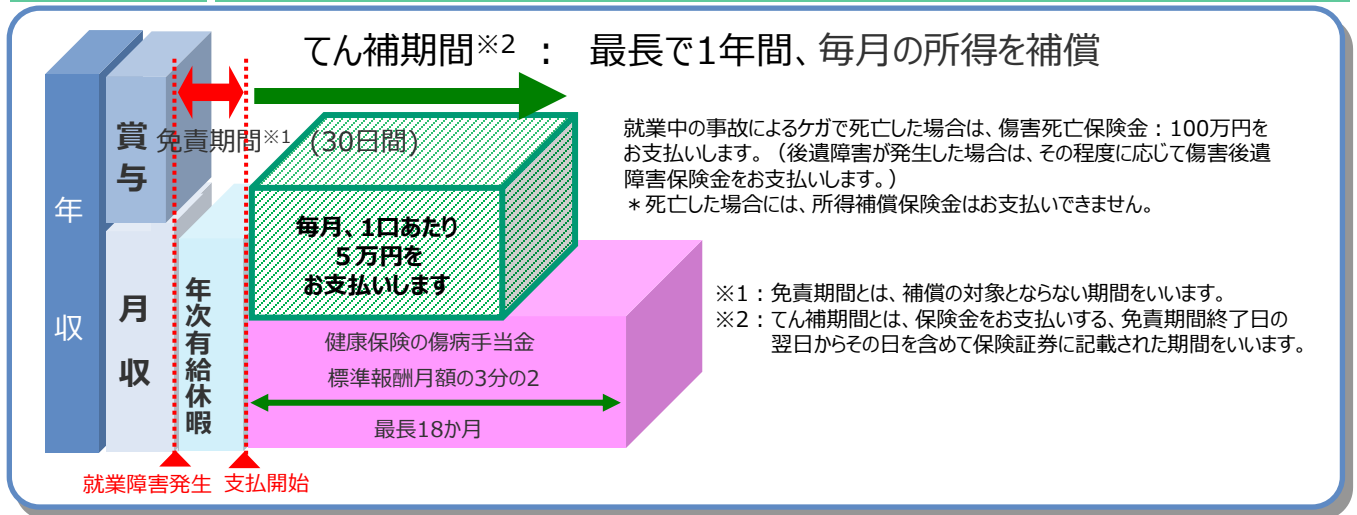 てん補期間※2 ： 最長で1年間、毎月の所得を補償
免責期間※1 (30日間)
年収
賞与
月収
年次有給休暇
毎月、1口あたり
５万円を
お支払いします
健康保険の傷病手当金
標準報酬月額の3分の2
最長18か月
就業障害発生
支払開始
就業中の事故によるケガで死亡した場合は、傷害死亡保険金：100万円を
お支払いします。（後遺障害が発生した場合は、その程度に応じて傷害後遺
障害保険金をお支払いします。）
＊死亡した場合には、所得補償保険金はお支払いできません。
※1：免責期間とは、補償の対象とならない期間をいいます。
※2：てん補期間とは、保険金をお支払いする、免責期間終了日の
翌日からその日を含めて保険証券に記載された期間をいいます。